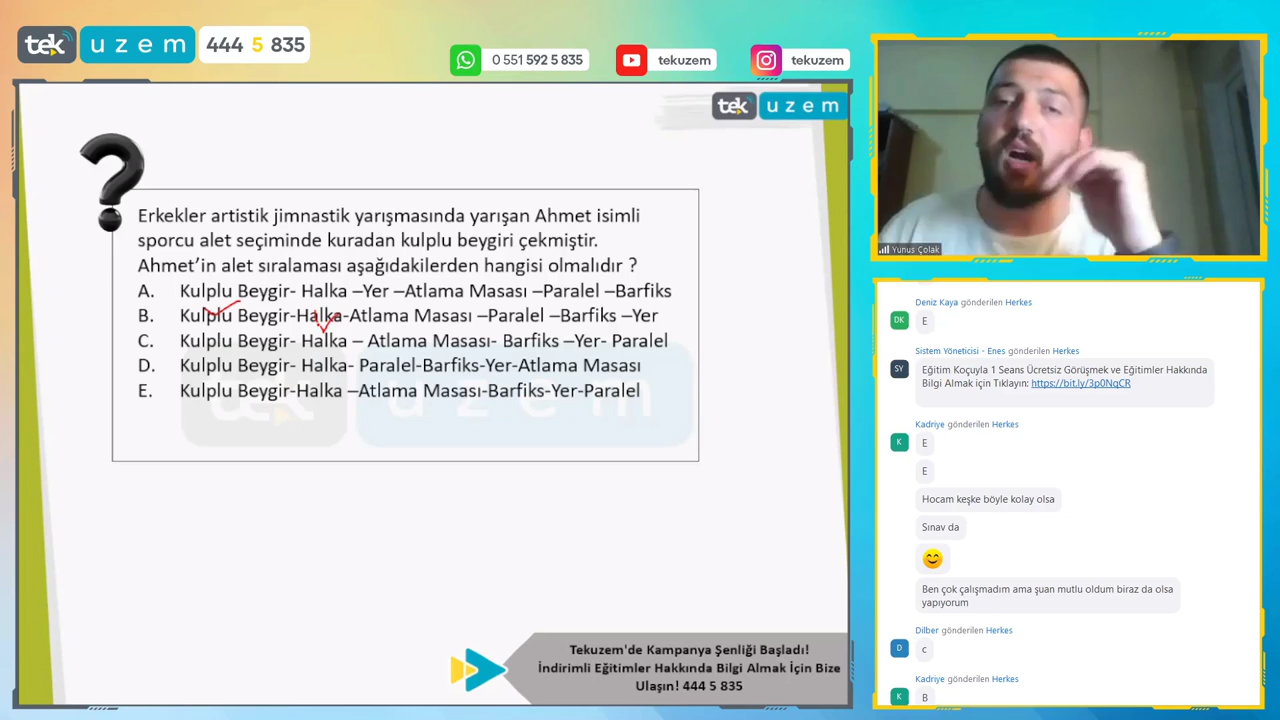 tek uzem 444 5 835
0 551 592 5 835
tekuzem
tekuzem
tek uzem
Erkekler artistik jimnastik yarışmasında yarışan Ahmet isimli
sporcu alet seçiminde kuradan kulplu beygiri çekmiştir.
Ahmet’in alet sıralaması aşağıdakilerden hangisi olmalıdır ?
A. Kulplu Beygir- Halka –Yer –Atlama Masası –Paralel –Barfiks
B. Kulplu Beygir-Halka-Atlama Masası –Paralel –Barfiks –Yer
C. Kulplu Beygir- Halka – Atlama Masası- Barfiks –Yer- Paralel
D. Kulplu Beygir- Halka- Paralel-Barfiks-Yer-Atlama Masası
E. Kulplu Beygir-Halka –Atlama Masası-Barfiks-Yer-Paralel
tek uzem
Tekuzem'de Kampanya Şenliği Başladı!
İndirimli Eğitimler Hakkında Bilgi Almak İçin Bize
Ulaşın! 444 5 835
Yunus Çolak
Deniz Kaya gönderilen Herkes
DK E
Sistem Yöneticisi - Enes gönderilen Herkes
SY Eğitim Koçuyla 1 Seans Ücretsiz Görüşmek ve Eğitimler Hakkında
Bilgi Almak için Tıklayın: https://bit.ly/3p0NqCR
Kadriye gönderilen Herkes
K E
E
Hocam keşke böyle kolay olsa
Sınav da
Ben çok çalışmadım ama şuan mutlu oldum biraz da olsa
yapıyorum
Dilber gönderilen Herkes
D c
Kadriye gönderilen Herkes
K B